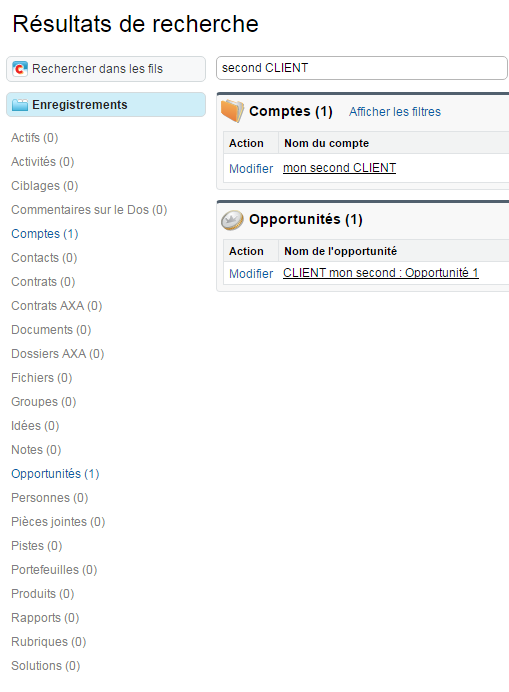 Résultats de recherche
Rechercher dans les fils
Enregistrements
Actifs (0)
Activités (0)
Ciblages (0)
Commentaires sur le Dos (0)
Comptes (1)
Contacts (0)
Contrats (0)
Contrats AXA (0)
Documents (0)
Dossiers AXA (0)
Fichiers (0)
Groupes (0)
Idées (0)
Notes (0)
Opportunités (1)
Personnes (0)
Pièces jointes (0)
Pistes (0)
Portefeuilles (0)
Produits (0)
Rapports (0)
Rubriques (0)
Solutions (0)
second CLIENT
Comptes (1) Afficher les filtres
Action Nom du compte
Modifier mon second CLIENT
Opportunités (1)
Action Nom de l'opportunité
Modifier CLIENT mon second : Opportunité 1